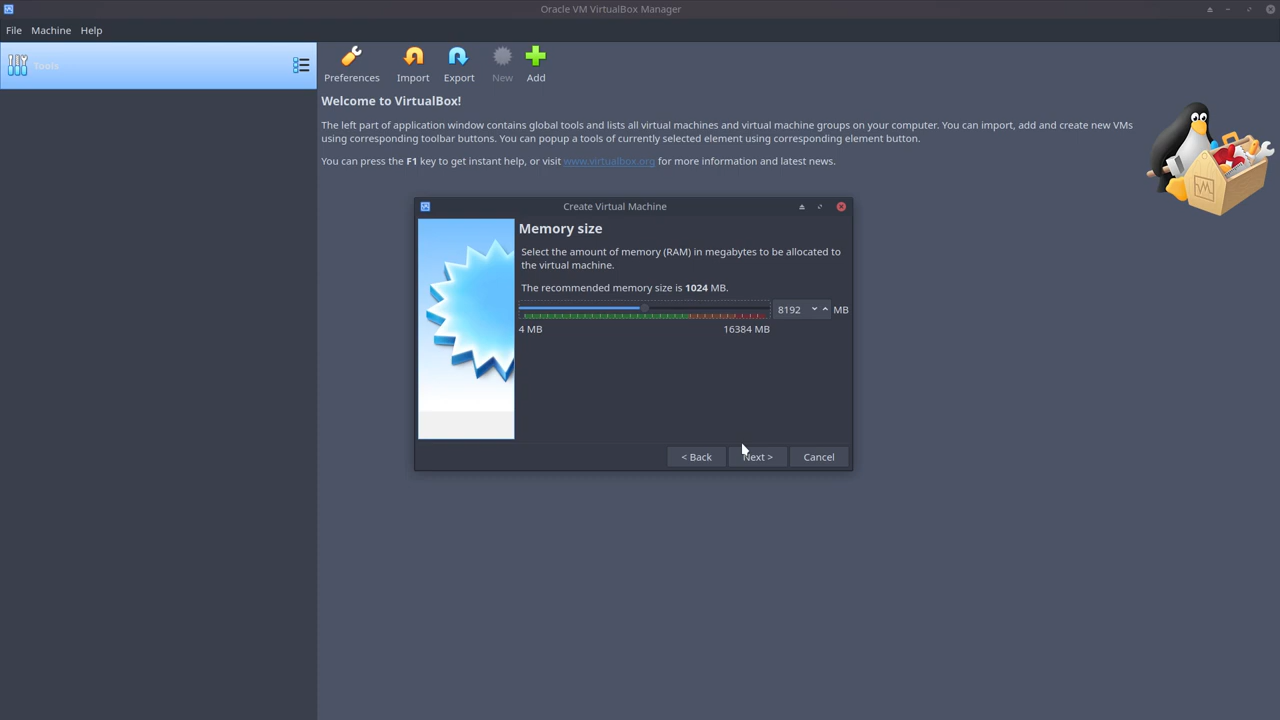 Oracle VM VirtualBox Manager
File Machine Help
Tools
Preferences Import Export New Add
Welcome to VirtualBox!
The left part of application window contains global tools and lists all virtual machines and virtual machine groups on your computer. You can import, add and create new VMs
using corresponding toolbar buttons. You can popup a tools of currently selected element using corresponding element button.
You can press the F1 key to get instant help, or visit www.virtualbox.org for more information and latest news.
Create Virtual Machine
Memory size
Select the amount of memory (RAM) in megabytes to be allocated to
the virtual machine.
The recommended memory size is 1024 MB.
8192 MB
4 MB 16384 MB
< Back Next > Cancel